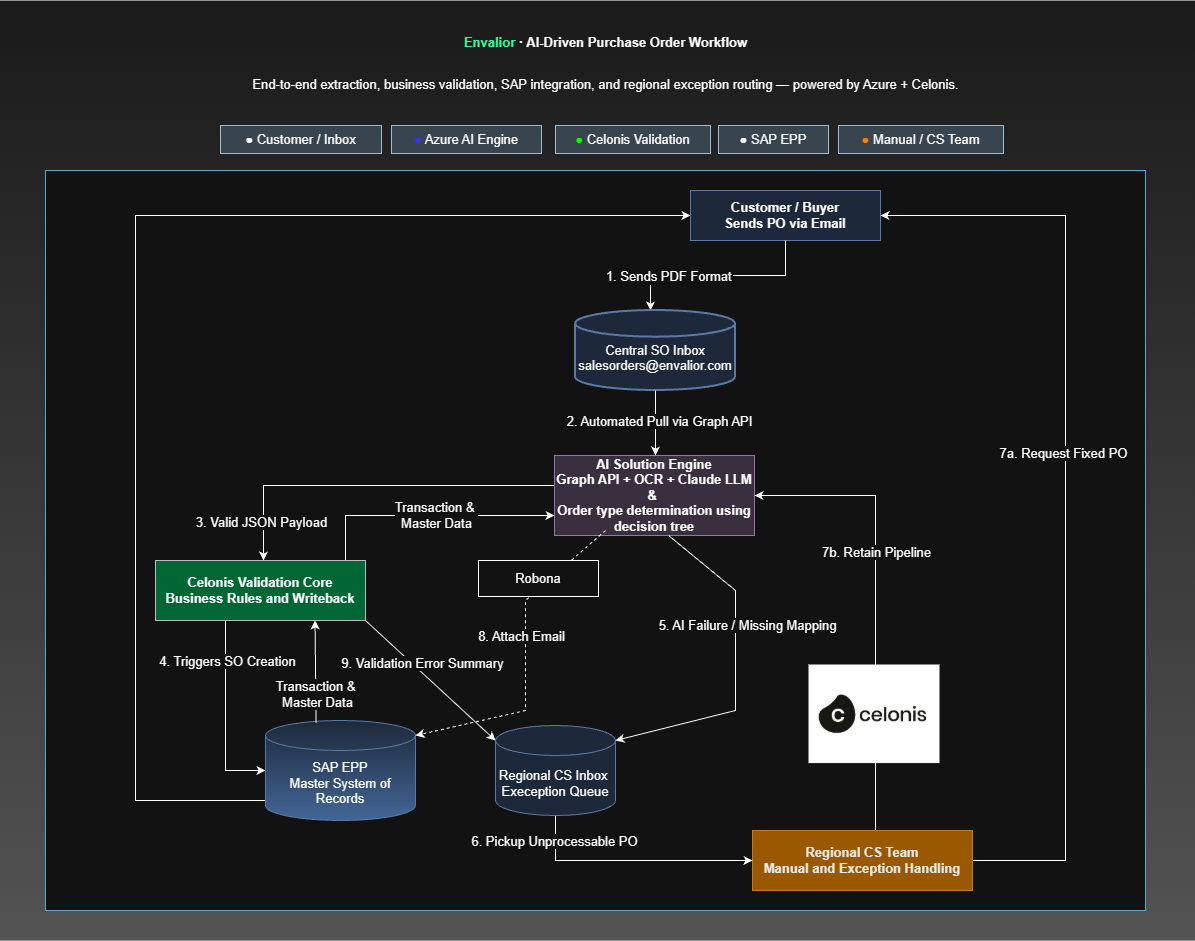 Envalior · AI-Driven Purchase Order Workflow
End-to-end extraction, business validation, SAP integration, and regional exception routing — powered by Azure + Celonis.
● Customer / Inbox
● Azure AI Engine
● Celonis Validation
● SAP EPP
● Manual / CS Team
Customer / Buyer
Sends PO via Email
1. Sends PDF Format
Central SO Inbox
salesorders@envalior.com
2. Automated Pull via Graph API
7a. Request Fixed PO
AI Solution Engine
Graph API + OCR + Claude LLM
&
Order type determination using
decision tree
3. Valid JSON Payload
Transaction &
Master Data
7b. Retain Pipeline
Celonis Validation Core
Business Rules and Writeback
Robona
8. Attach Email
5. AI Failure / Missing Mapping
4. Triggers SO Creation
9. Validation Error Summary
Transaction &
Master Data
C celonis
SAP EPP
Master System of
Records
Regional CS Inbox
Exeception Queue
6. Pickup Unprocessable PO
Regional CS Team
Manual and Exception Handling